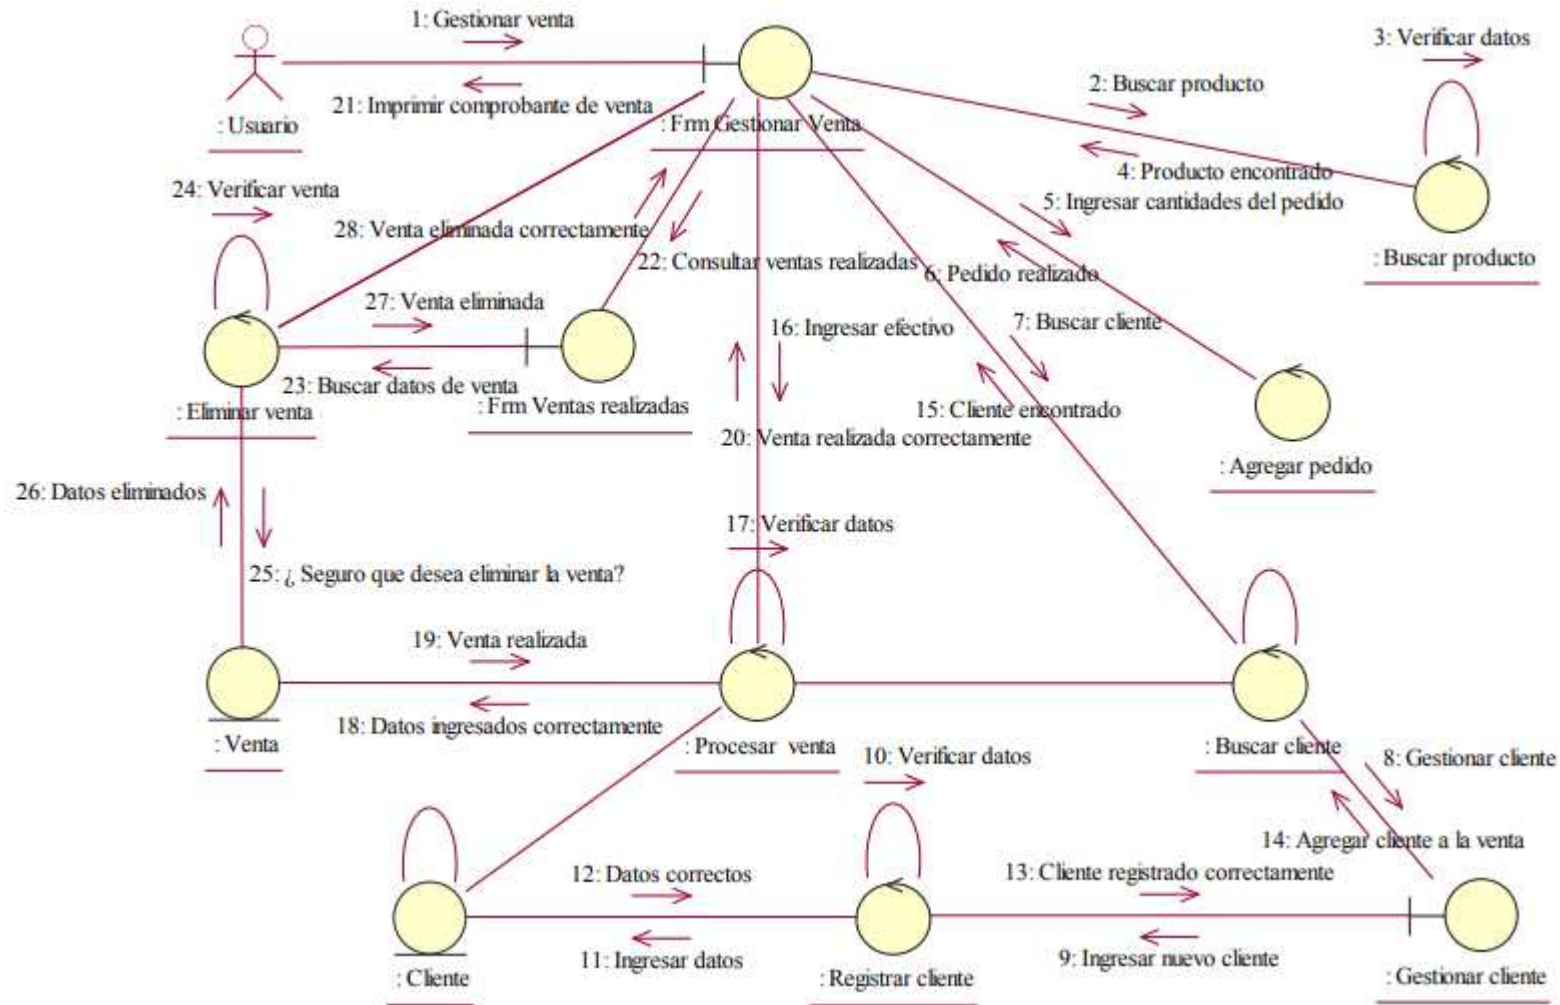 1: Gestionar venta
3: Verificar datos
2: Buscar producto
21: Imprimir comprobante de venta
: Usuario
: Frm Gestionar Venta
4: Producto encontrado
24: Verificar venta
5: Ingresar cantidades del pedido
28: Venta eliminada correctamente
: Buscar producto
22: Consultar ventas realizadas
6: Pedido realizado
27: Venta eliminada
16: Ingresar efectivo
7: Buscar cliente
23: Buscar datos de venta
: Eliminar venta
: Frm Ventas realizadas
15: Cliente encontrado
20: Venta realizada correctamente
: Agregar pedido
26: Datos eliminados
17: Verificar datos
25: ¿ Seguro que desea eliminar la venta?
19: Venta realizada
18: Datos ingresados correctamente
: Venta
: Procesar venta
: Buscar cliente
10: Verificar datos
8: Gestionar cliente
14: Agregar cliente a la venta
12: Datos correctos
13: Cliente registrado correctamente
11: Ingresar datos
9: Ingresar nuevo cliente
: Cliente
: Registrar cliente
: Gestionar cliente